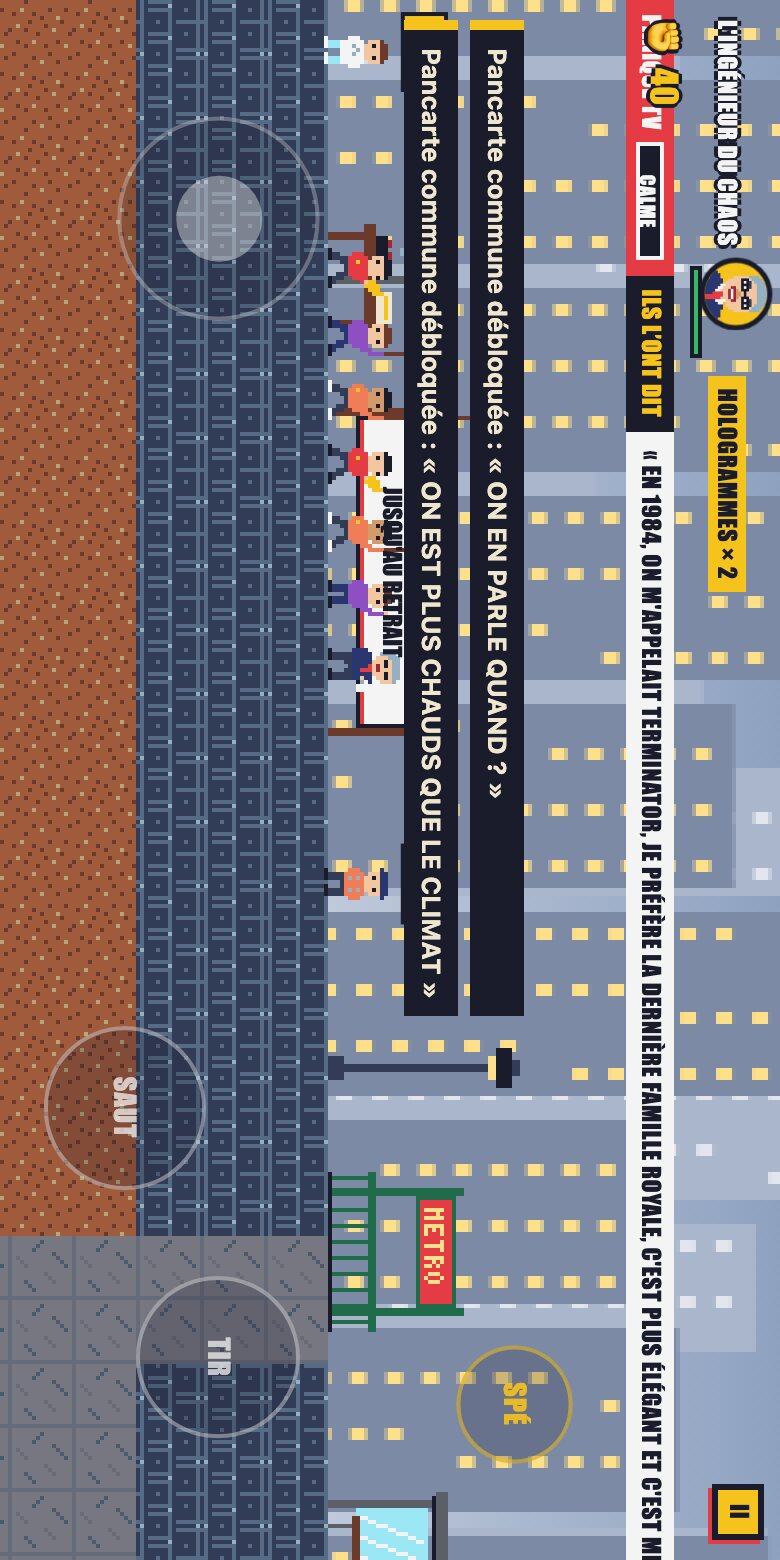 L'INGÉNIEUR DU CHAOS
HOLOGRAMMES × 2
40
TV
CALME
ILS L'ONT DIT
« EN 1984, ON M'APPELAIT TERMINATOR, JE PRÉFÈRE LA DERNIÈRE FAMILLE ROYALE, C'EST PLUS ÉLÉGANT ET C'EST M
Pancarte commune débloquée : « ON EN PARLE QUAND ? »
Pancarte commune débloquée : « ON EST PLUS CHAUDS QUE LE CLIMAT »
JUSQU'AU RETRAIT
METRO
SPÉ
TIR
SAUT